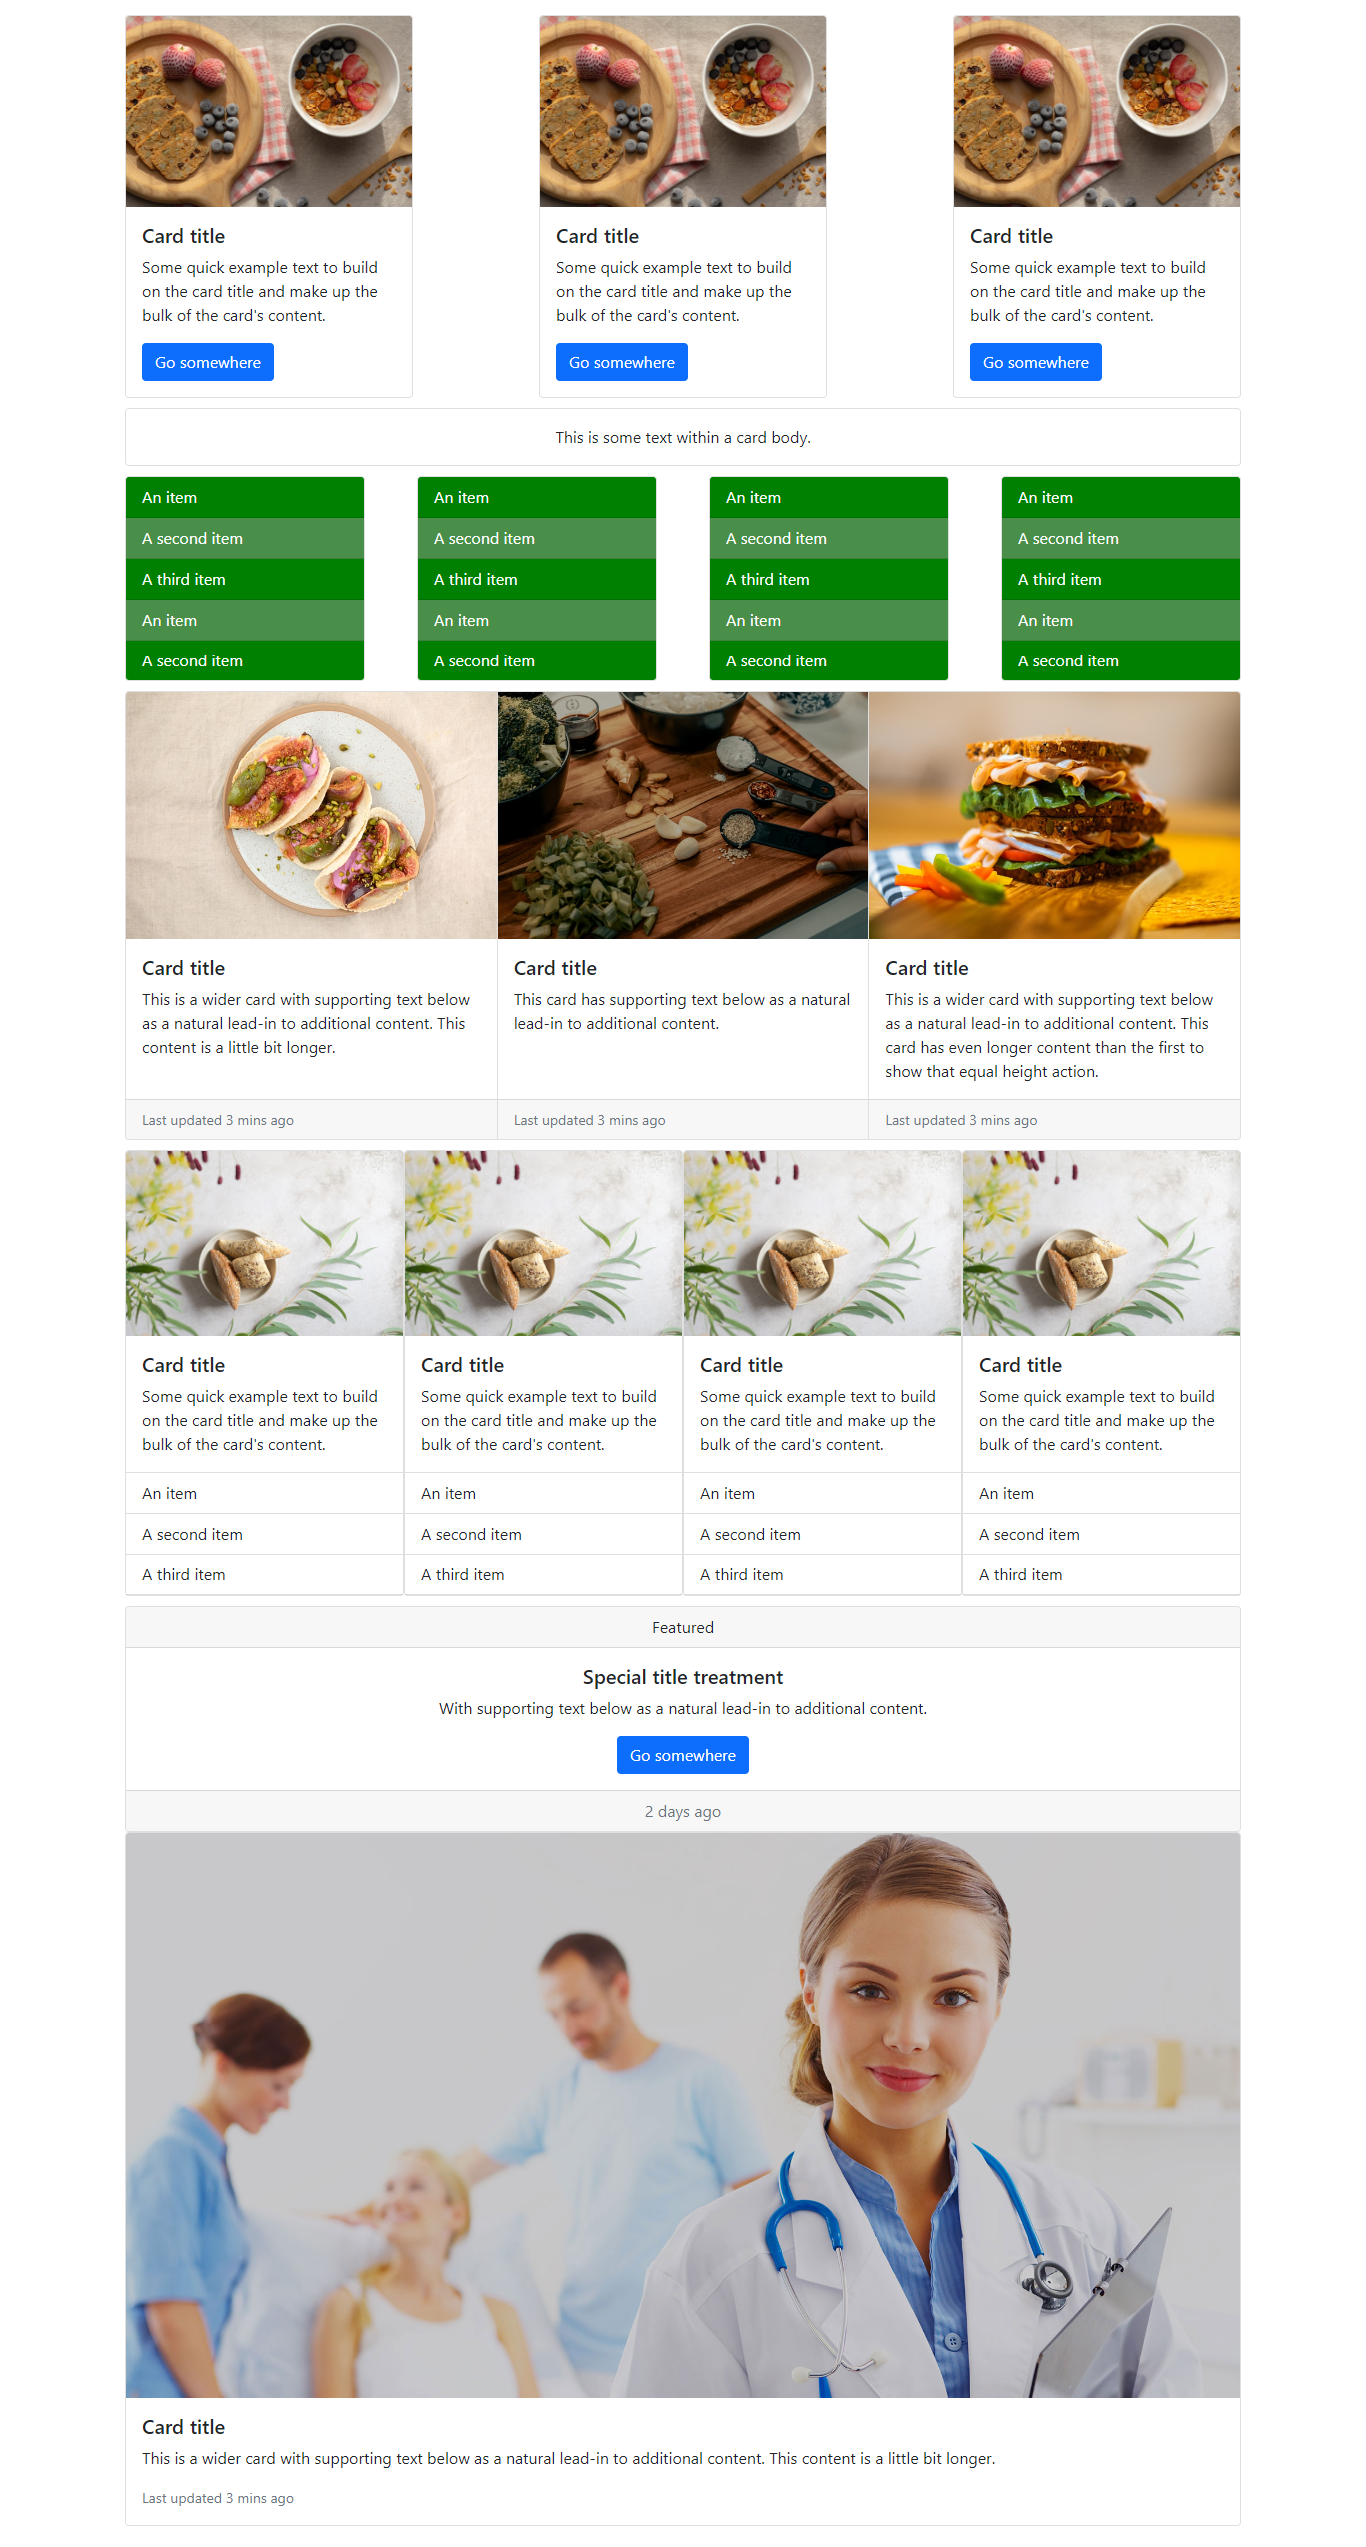 Card title
Some quick example text to build
on the card title and make up the
bulk of the card's content.
Go somewhere
Card title
Some quick example text to build
on the card title and make up the
bulk of the card's content.
Go somewhere
Card title
Some quick example text to build
on the card title and make up the
bulk of the card's content.
Go somewhere
This is some text within a card body.
An item
A second item
A third item
An item
A second item
An item
A second item
A third item
An item
A second item
An item
A second item
A third item
An item
A second item
An item
A second item
A third item
An item
A second item
Card title
This is a wider card with supporting text below
as a natural lead-in to additional content. This
content is a little bit longer.
Last updated 3 mins ago
Card title
This card has supporting text below as a natural
lead-in to additional content.
Last updated 3 mins ago
Card title
This is a wider card with supporting text below
as a natural lead-in to additional content. This
card has even longer content than the first to
show that equal height action.
Last updated 3 mins ago
Card title
Some quick example text to build
on the card title and make up the
bulk of the card's content.
An item
A second item
A third item
Card title
Some quick example text to build
on the card title and make up the
bulk of the card's content.
An item
A second item
A third item
Card title
Some quick example text to build
on the card title and make up the
bulk of the card's content.
An item
A second item
A third item
Card title
Some quick example text to build
on the card title and make up the
bulk of the card's content.
An item
A second item
A third item
Featured
Special title treatment
With supporting text below as a natural lead-in to additional content.
Go somewhere
2 days ago
Card title
This is a wider card with supporting text below as a natural lead-in to additional content. This content is a little bit longer.
Last updated 3 mins ago